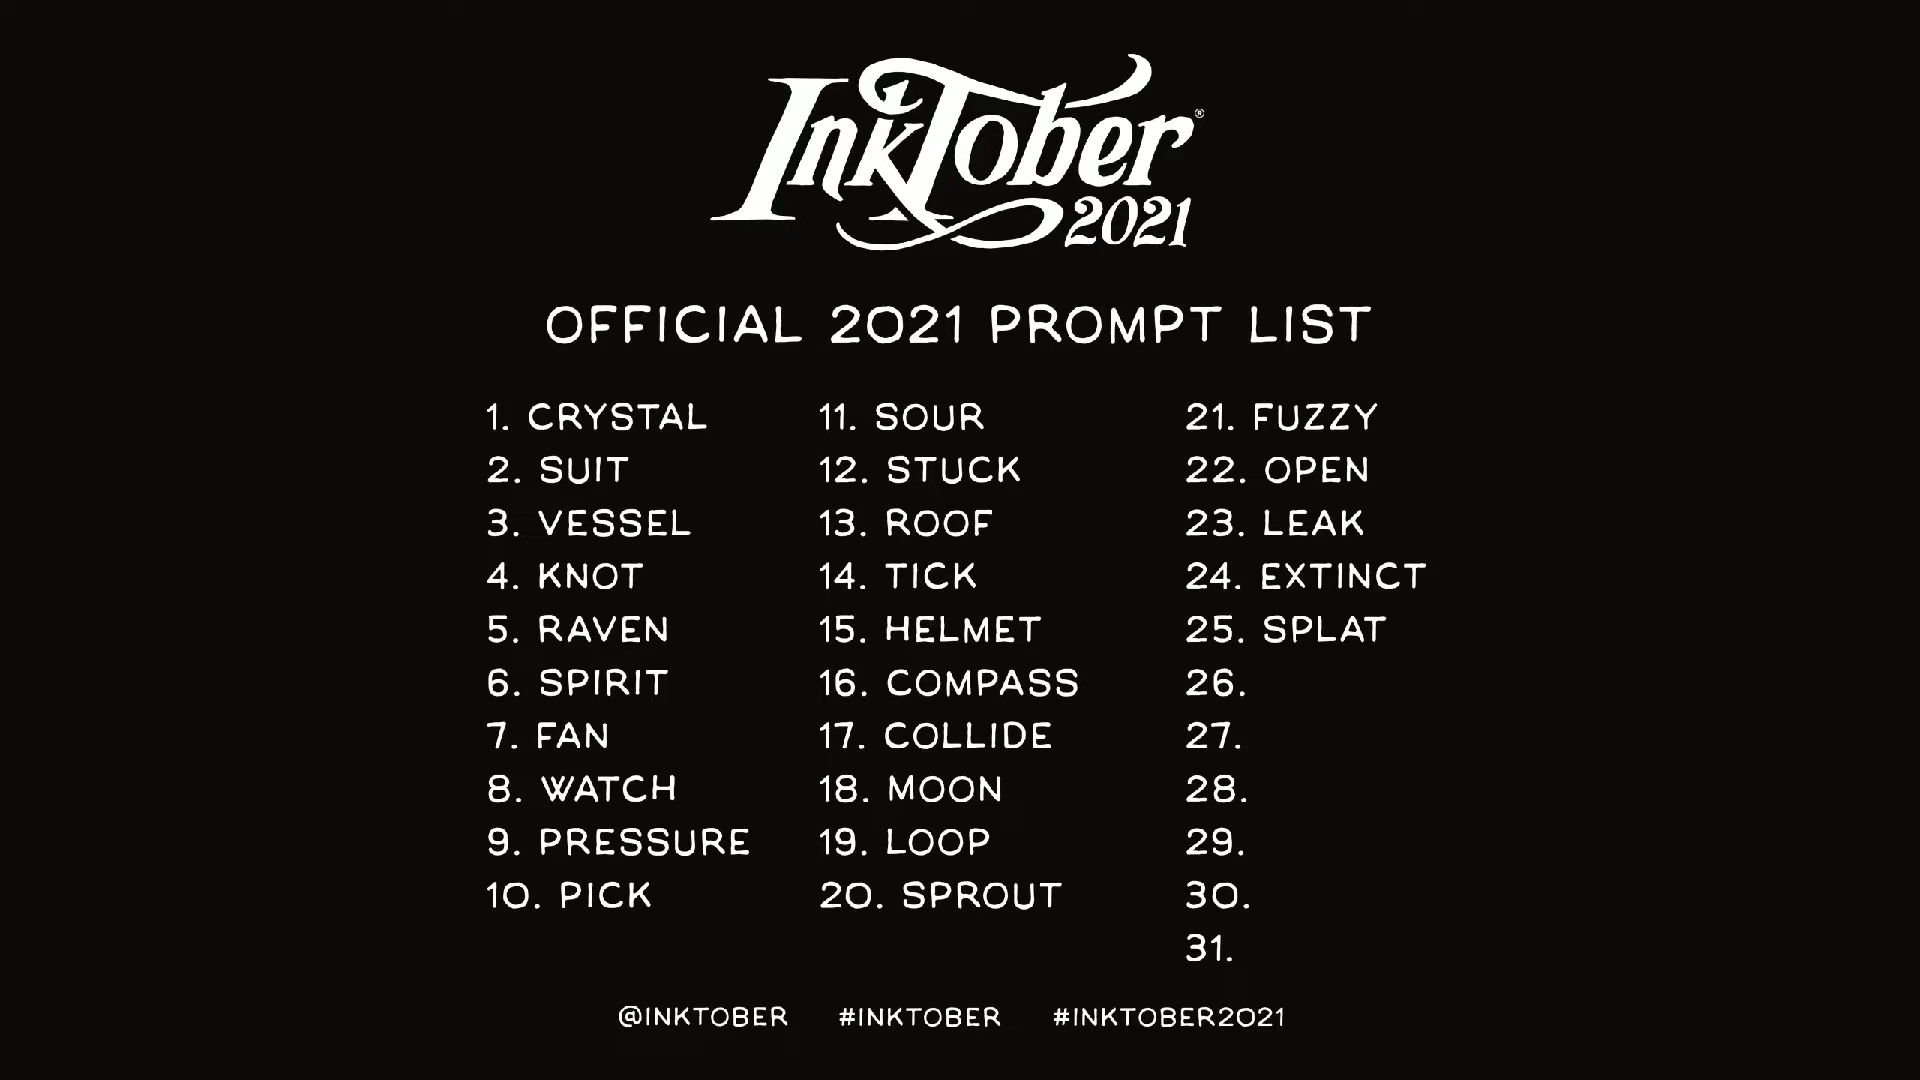 InkTober®
2021
OFFICIAL 2021 PROMPT LIST
1. CRYSTAL
2. SUIT
3. VESSEL
4. KNOT
5. RAVEN
6. SPIRIT
7. FAN
8. WATCH
9. PRESSURE
10. PICK
11. SOUR
12. STUCK
13. ROOF
14. TICK
15. HELMET
16. COMPASS
17. COLLIDE
18. MOON
19. LOOP
20. SPROUT
21. FUZZY
22. OPEN
23. LEAK
24. EXTINCT
25. SPLAT
26.
27.
28.
29.
30.
31.
@INKTOBER #INKTOBER #INKTOBER2021